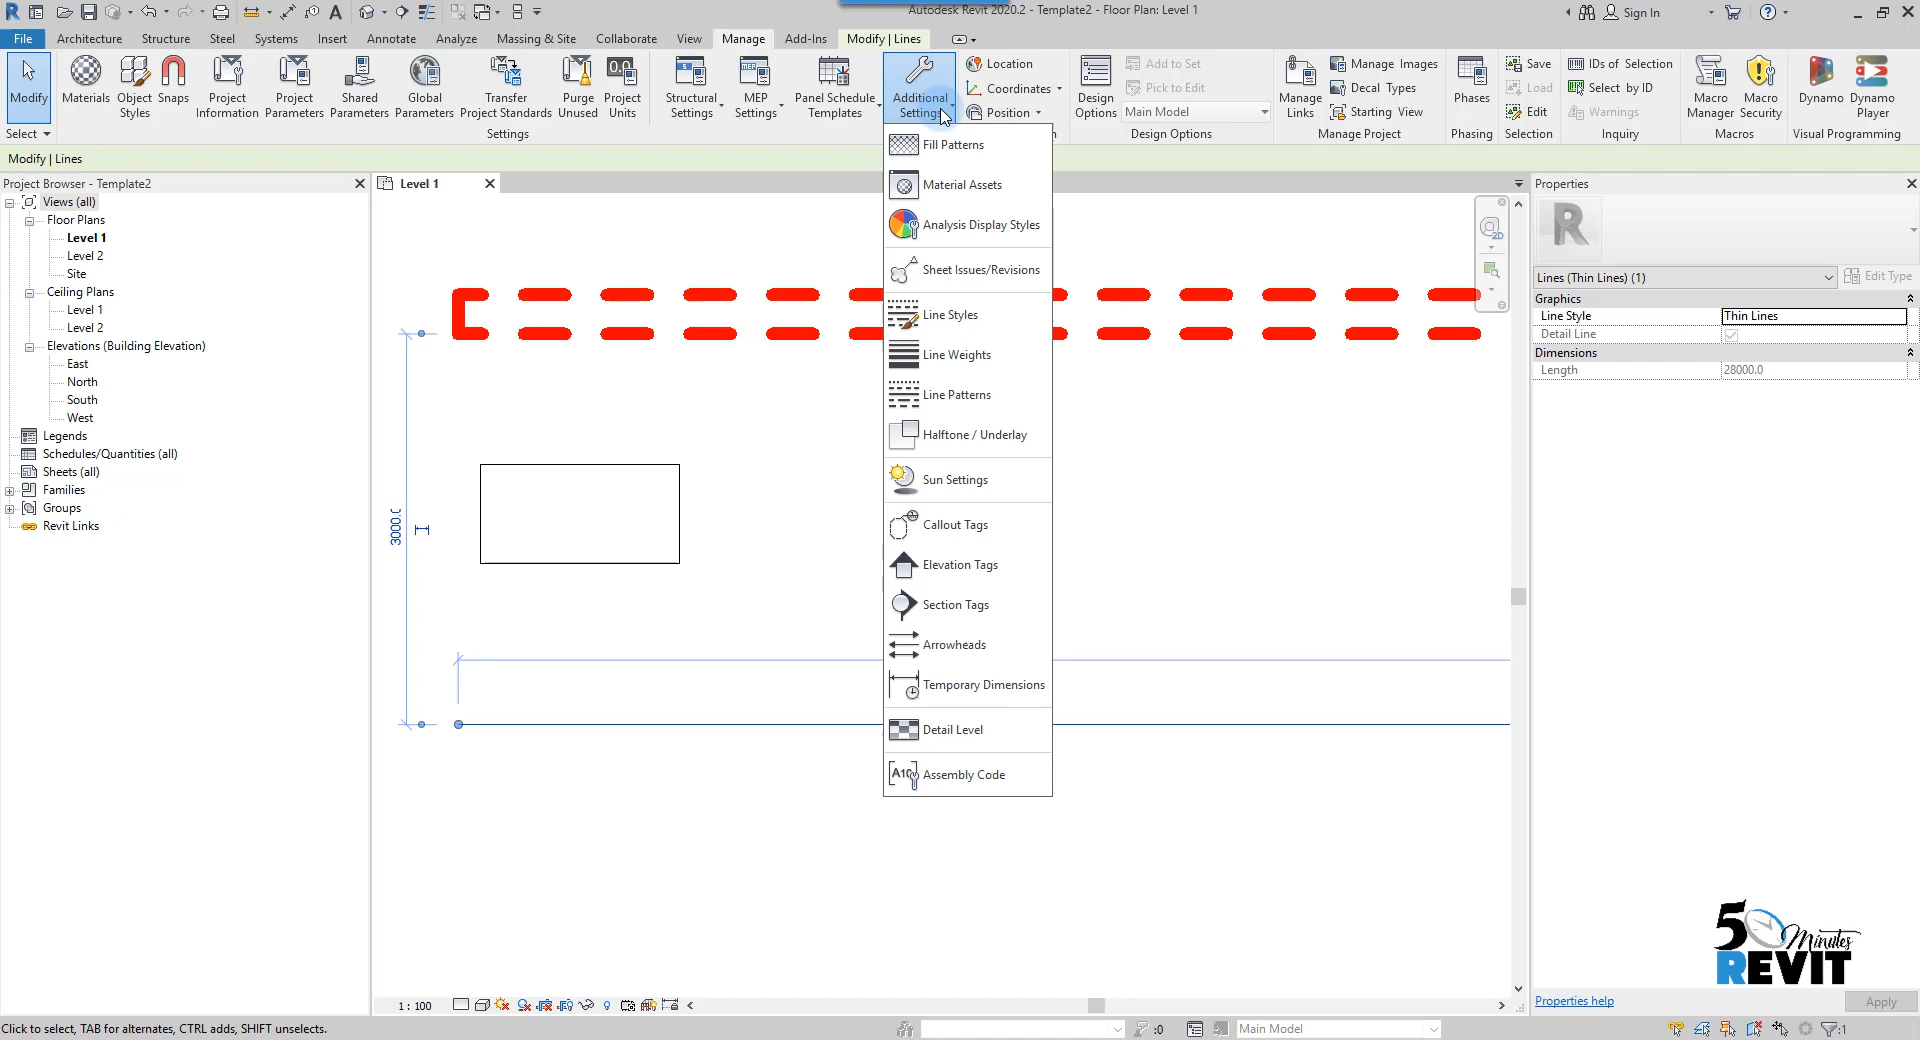 Autodesk Revit 2020.2 - Template2 - Floor Plan: Level 1
Sign In
File Architecture Structure Steel Systems Insert Annotate Analyze Massing & Site Collaborate View Manage Add-Ins Modify | Lines
Modify
Materials
Object Styles
Snaps
Project Information
Project Parameters
Shared Parameters
Global Parameters
Transfer Project Standards
Purge Unused
Project Units
Structural Settings
MEP Settings
Panel Schedule Templates
Additional Settings
Location
Coordinates
Position
Design Options
Add to Set
Pick to Edit
Main Model
Manage Links
Manage Images
Decal Types
Starting View
Phases
Save
Load
Edit
IDs of Selection
Select by ID
Warnings
Macro Manager
Macro Security
Dynamo
Dynamo Player
Select
Settings
Design Options
Manage Project
Phasing
Selection
Inquiry
Macros
Visual Programming
Modify | Lines
Project Browser - Template2
Views (all)
Floor Plans
Level 1
Level 2
Site
Ceiling Plans
Level 1
Level 2
Elevations (Building Elevation)
East
North
South
West
Legends
Schedules/Quantities (all)
Sheets (all)
Families
Groups
Revit Links
Level 1
3000.0
Fill Patterns
Material Assets
Analysis Display Styles
Sheet Issues/Revisions
Line Styles
Line Weights
Line Patterns
Halftone / Underlay
Sun Settings
Callout Tags
Elevation Tags
Section Tags
Arrowheads
Temporary Dimensions
Detail Level
Assembly Code
Properties
Lines (Thin Lines) (1)
Edit Type
Graphics
Line Style Thin Lines
Detail Line
Dimensions
Length 28000.0
5 Minutes
REVIT
Properties help
Apply
1 : 100
Click to select, TAB for alternates, CTRL adds, SHIFT unselects.
:0
Main Model
:1